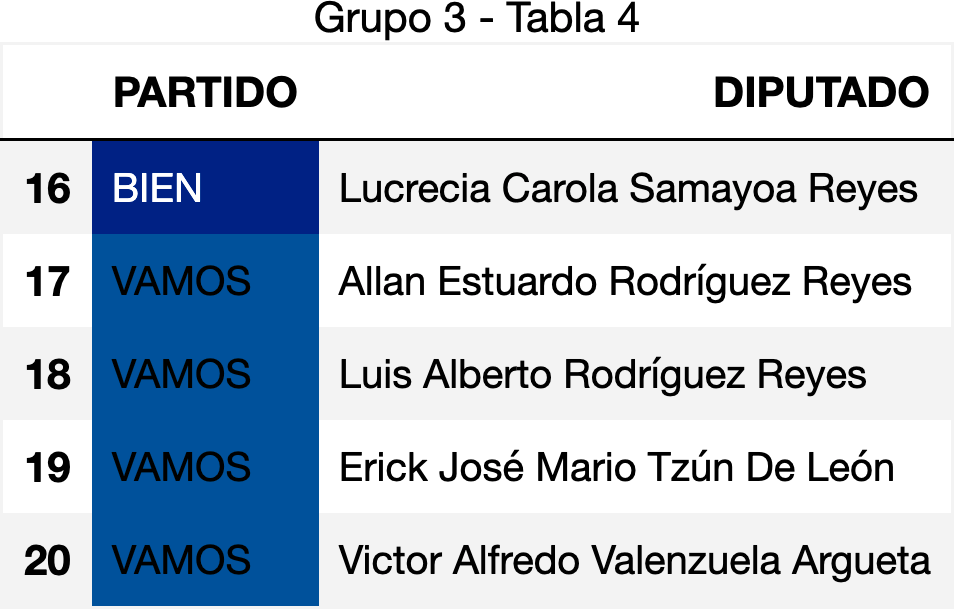 Grupo 3 - Tabla 4
PARTIDO DIPUTADO
16 BIEN Lucrecia Carola Samayoa Reyes
17 VAMOS Allan Estuardo Rodríguez Reyes
18 VAMOS Luis Alberto Rodríguez Reyes
19 VAMOS Erick José Mario Tzún De León
20 VAMOS Victor Alfredo Valenzuela Argueta